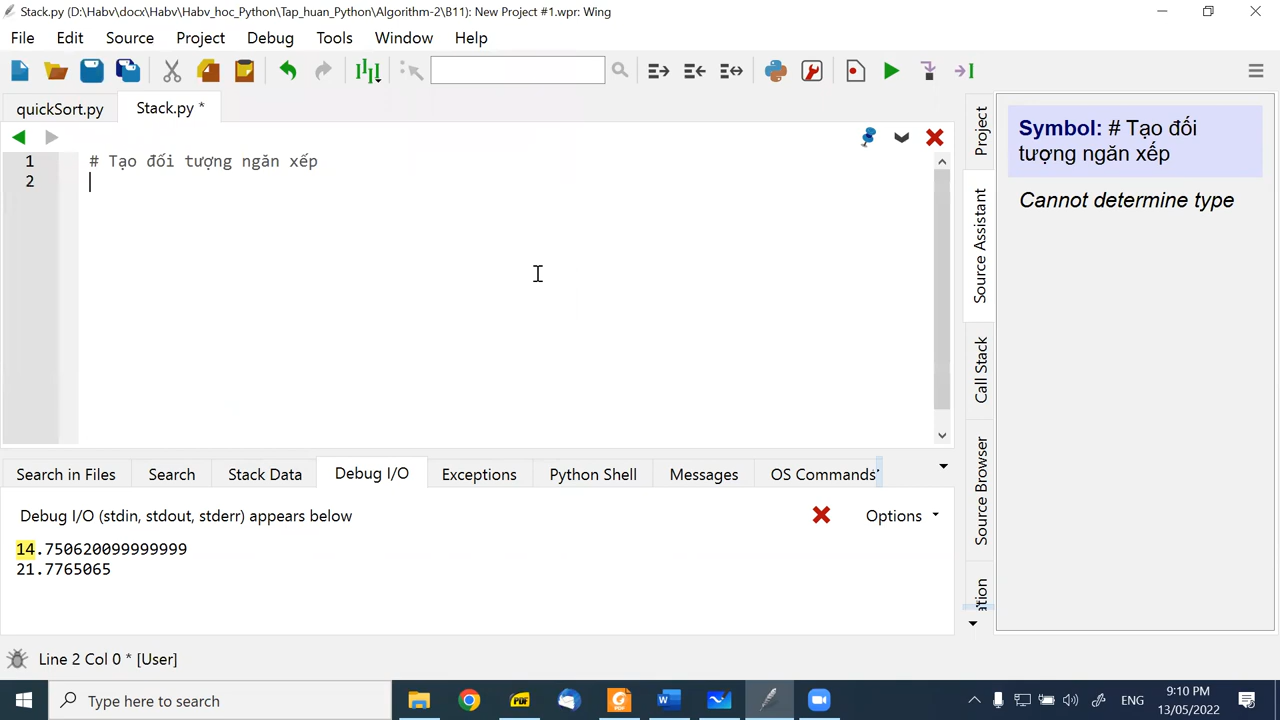 Stack.py (D:\Habv\docx\Habv\Habv_hoc_Python\Tap_huan_Python\Algorithm-2\B11): New Project #1.wpr: Wing
File Edit Source Project Debug Tools Window Help
quickSort.py Stack.py *
1 # Tạo đối tượng ngăn xếp
2
Project
Source Assistant
Call Stack
Source Browser
Symbol: # Tạo đối
tượng ngăn xếp
Cannot determine type
Search in Files Search Stack Data Debug I/O Exceptions Python Shell Messages OS Commands
Debug I/O (stdin, stdout, stderr) appears below Options
14.750620099999999
21.7765065
Line 2 Col 0 * [User]
Type here to search
PDF
PDF
ENG
9:10 PM
13/05/2022